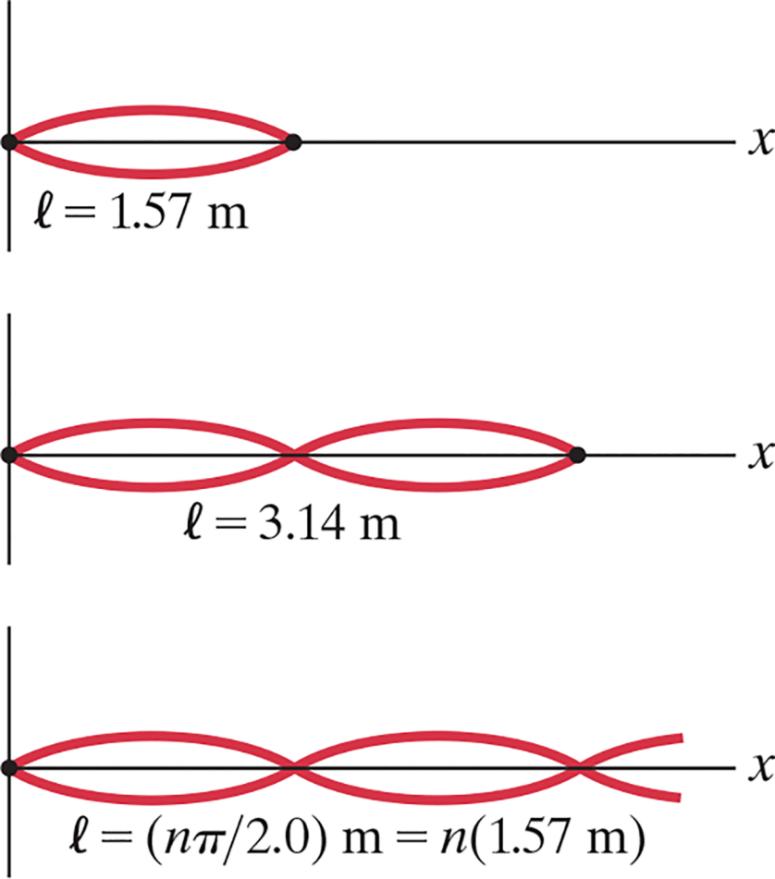 x
ℓ = 1.57 m
x
ℓ = 3.14 m
x
ℓ = (nπ/2.0) m = n(1.57 m)